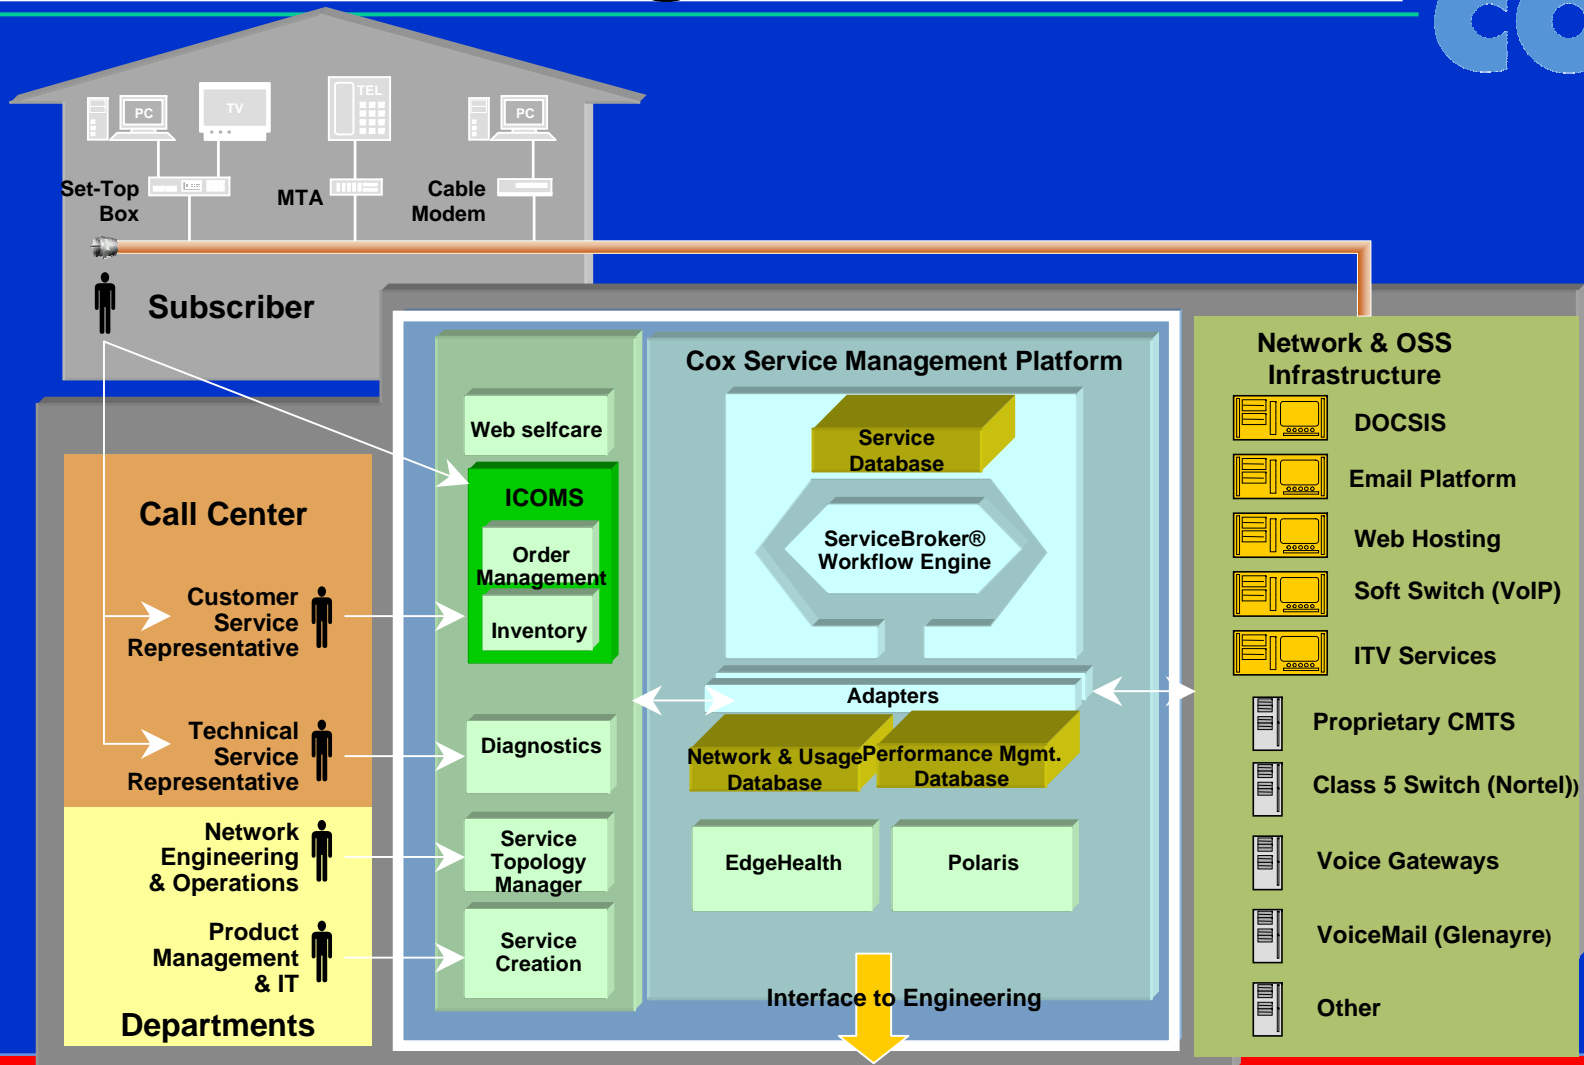 PC
TV
TEL
PC
Set-Top
Box
MTA
Cable
Modem
Subscriber
Call Center
Customer
Service
Representative
Technical
Service
Representative
Network
Engineering
& Operations
Product
Management
& IT
Departments
Web selfcare
ICOMS
Order
Management
Inventory
Diagnostics
Service
Topology
Manager
Service
Creation
Cox Service Management Platform
Service
Database
ServiceBroker®
Workflow Engine
Adapters
Network & Usage
Database
Performance Mgmt.
Database
EdgeHealth
Polaris
Interface to Engineering
Network & OSS
Infrastructure
DOCSIS
Email Platform
Web Hosting
Soft Switch (VoIP)
ITV Services
Proprietary CMTS
Class 5 Switch (Nortel))
Voice Gateways
VoiceMail (Glenayre)
Other